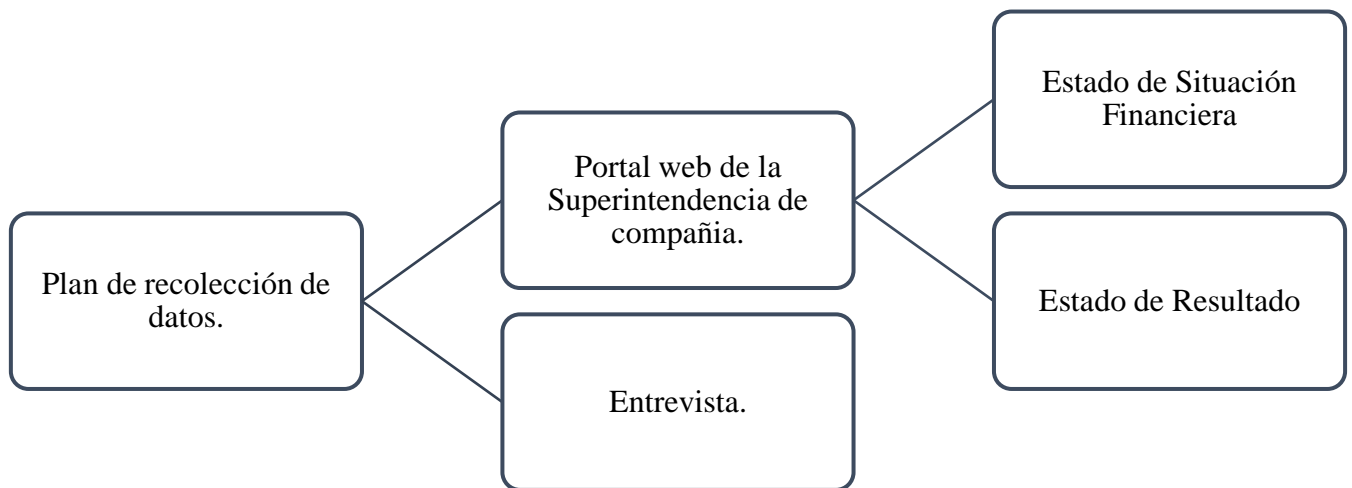 Plan de recolección de
datos.
Portal web de la
Superintendencia de
compañia.
Entrevista.
Estado de Situación
Financiera
Estado de Resultado